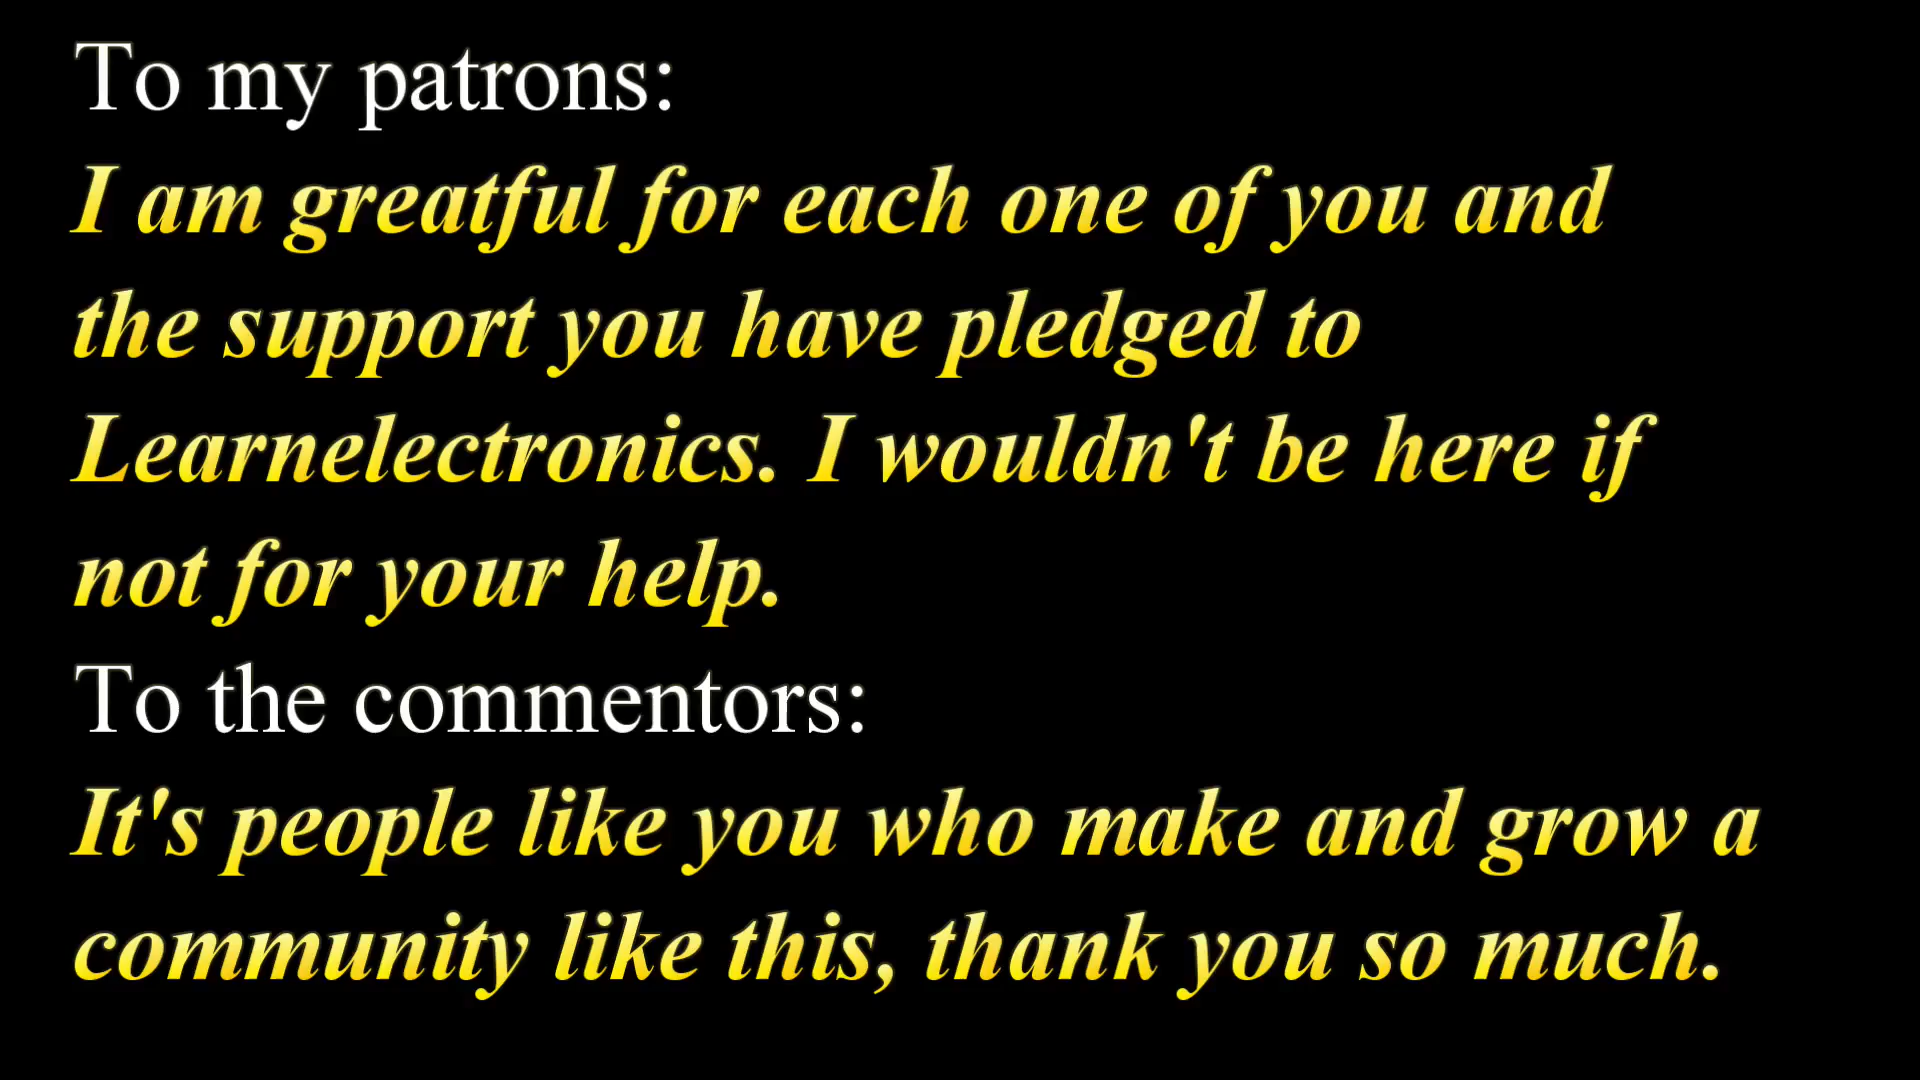 To my patrons:
I am greatful for each one of you and
the support you have pledged to
Learnelectronics. I wouldn't be here if
not for your help.
To the commentors:
It's people like you who make and grow a
community like this, thank you so much.